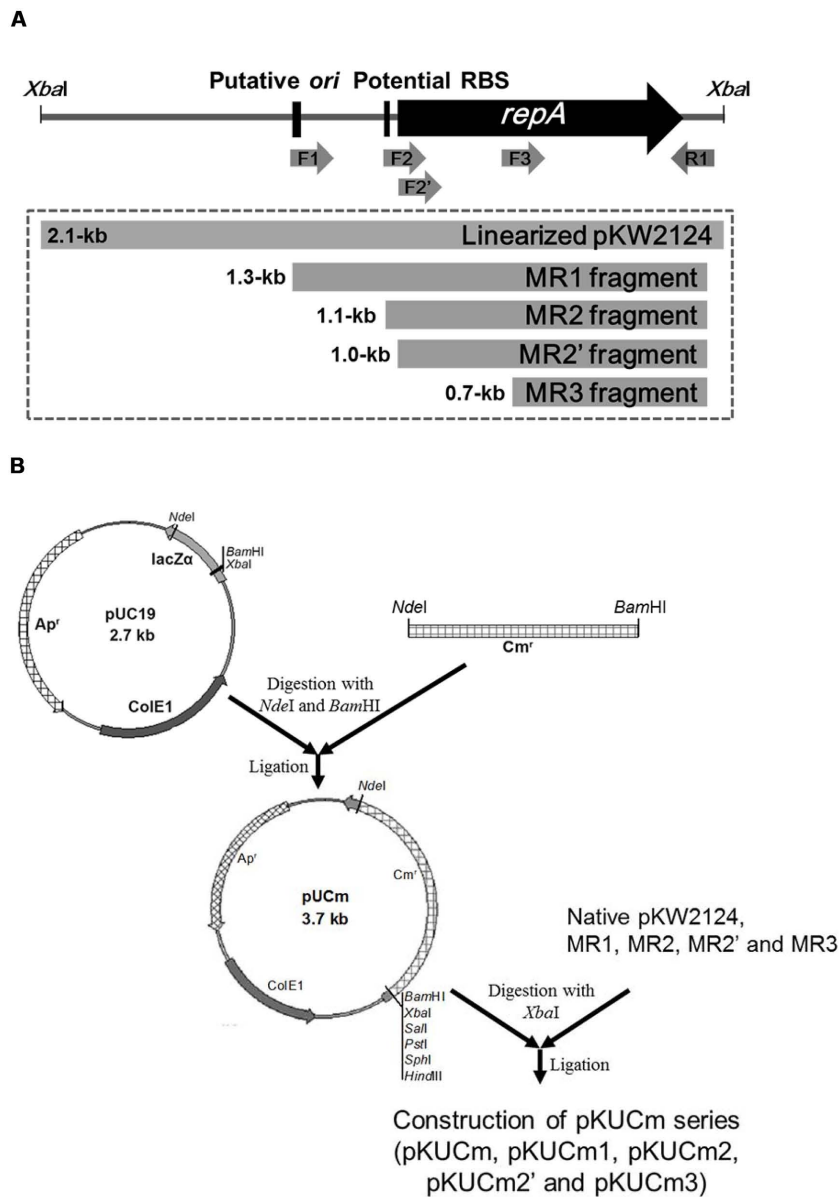 A
Putative ori Potential RBS
XbaI
XbaI
repA
F1
F2
F3
R1
F2'
2.1-kb
Linearized pKW2124
1.3-kb
MR1 fragment
1.1-kb
MR2 fragment
1.0-kb
MR2' fragment
0.7-kb
MR3 fragment
B
NdeI
lacZα
BamHI
XbaI
pUC19
2.7 kb
Apʳ
ColE1
NdeI
BamHI
Cmʳ
Digestion with
NdeI and BamHI
Ligation
NdeI
Apʳ
Cmʳ
pUCm
3.7 kb
ColE1
BamHI
XbaI
SalI
PstI
SphI
HindIII
Native pKW2124,
MR1, MR2, MR2' and MR3
Digestion with
XbaI
Ligation
Construction of pKUCm series
(pKUCm, pKUCm1, pKUCm2,
pKUCm2' and pKUCm3)